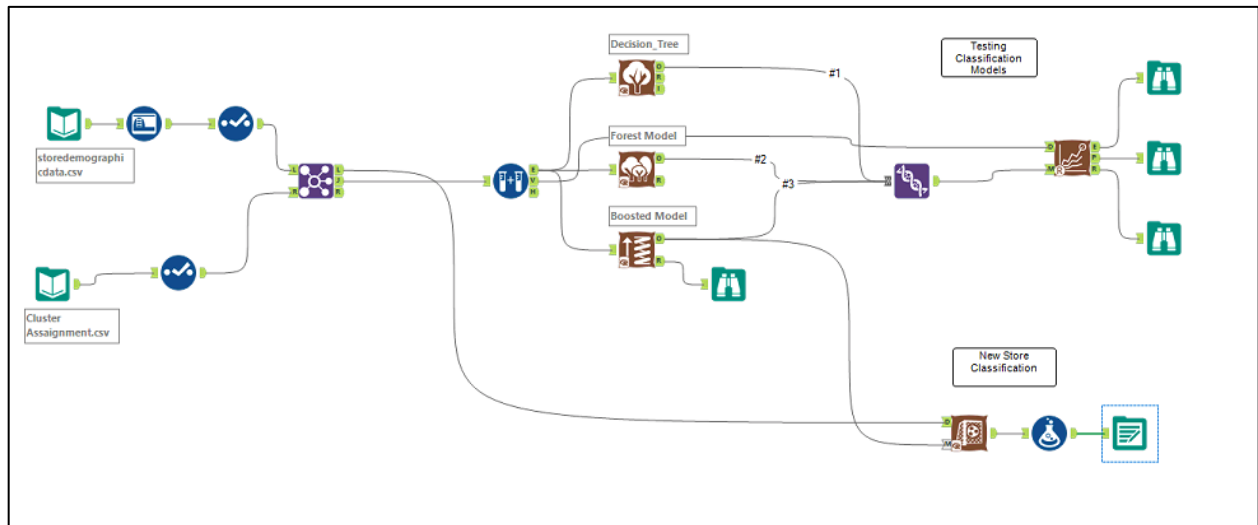 Decision_Tree
Testing
Classification
Models
#1
storedemographi
cdata.csv
Forest Model
L
R
L
J
R
E
V
H
O
R
I
O
R
#2
#3
D
M
E
P
R
Boosted Model
O
R
Cluster
Assaignment.csv
New Store
Classification
D
M